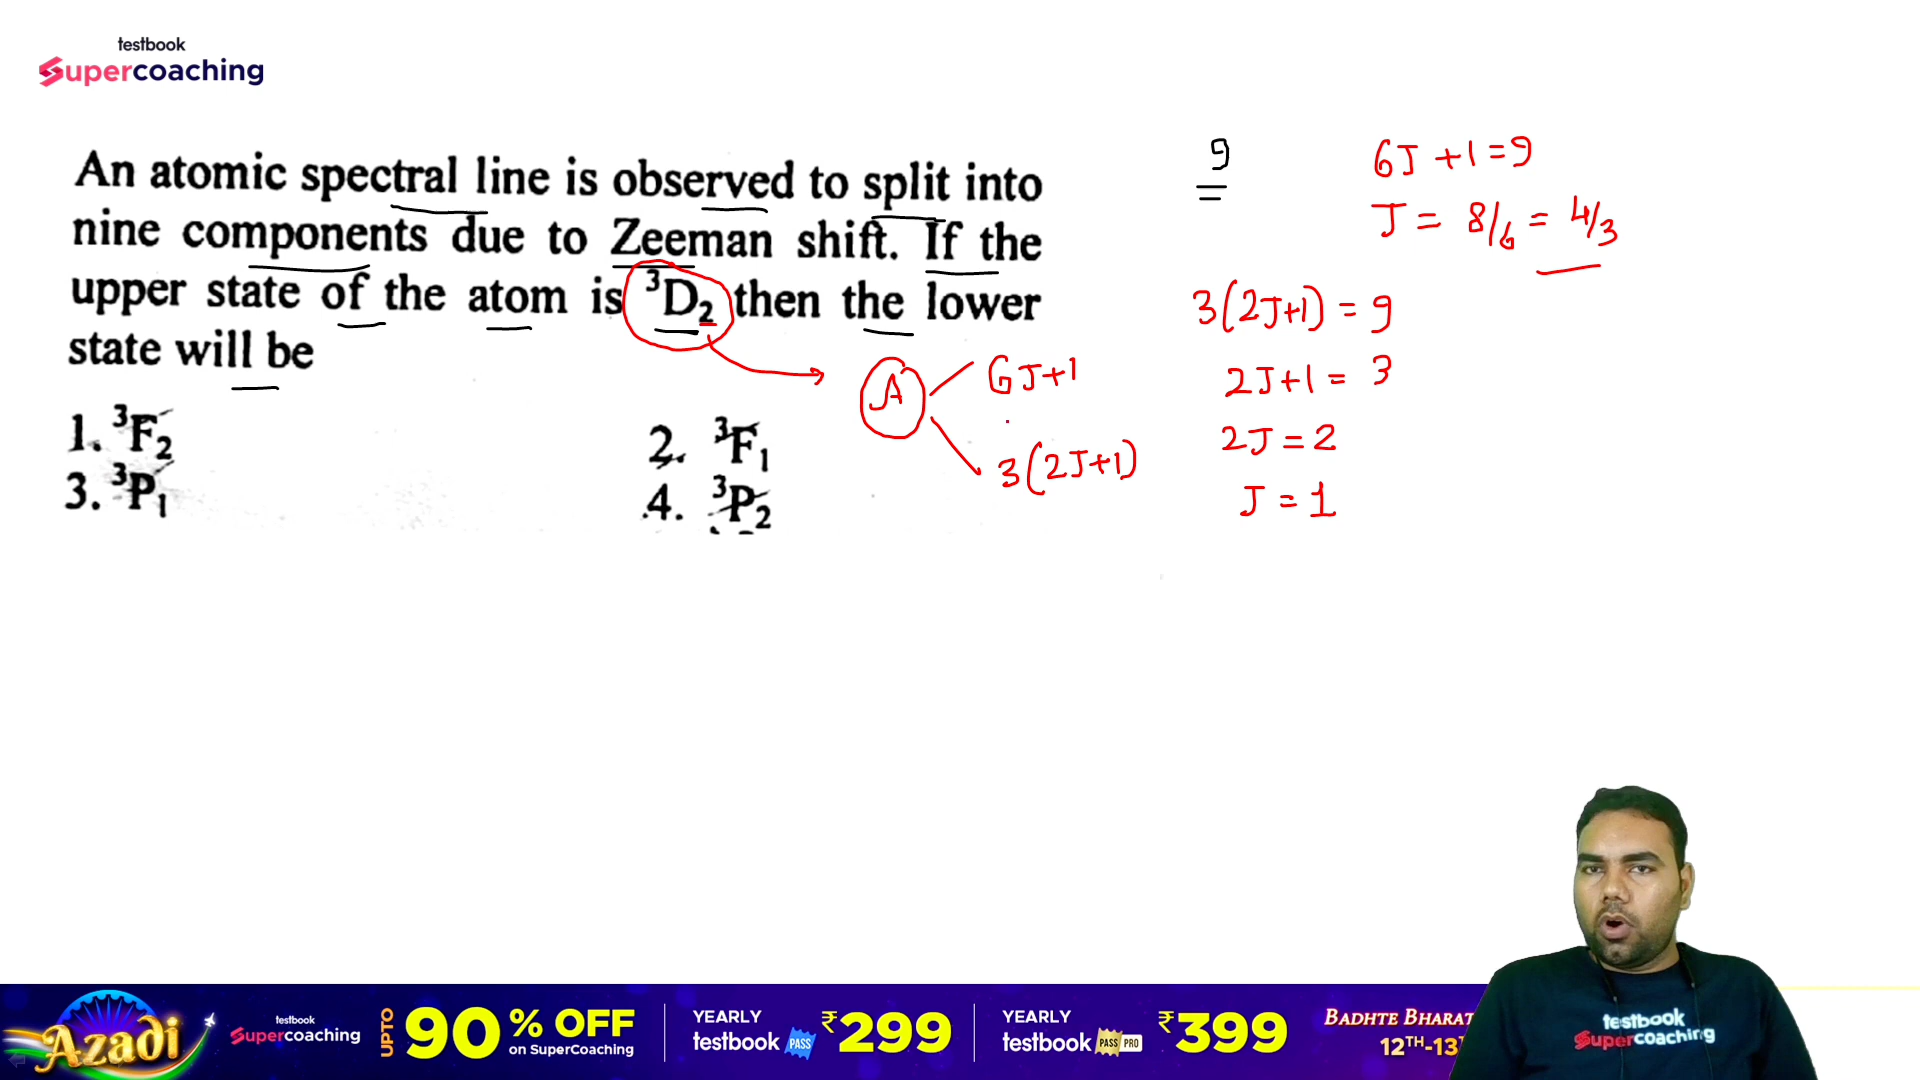 testbook
Supercoaching
An atomic spectral line is observed to split into
nine components due to Zeeman shift. If the
upper state of the atom is ³D₂ then the lower
state will be
1. ³F₂
2. ³F₁
3. ³P₁
4. ³P₂
A
6J+1
3(2J+1)
9
3(2J+1) = 9
2J+1 = 3
2J = 2
J = 1
6J +1 = 9
J = 8/6 = 4/3
Azadi
testbook
Supercoaching
UPTO
90% OFF
on SuperCoaching
YEARLY
testbook PASS
₹299
YEARLY
testbook PASS PRO
₹399
BADHTE BHARAT
12TH-13T
testbook
Supercoaching